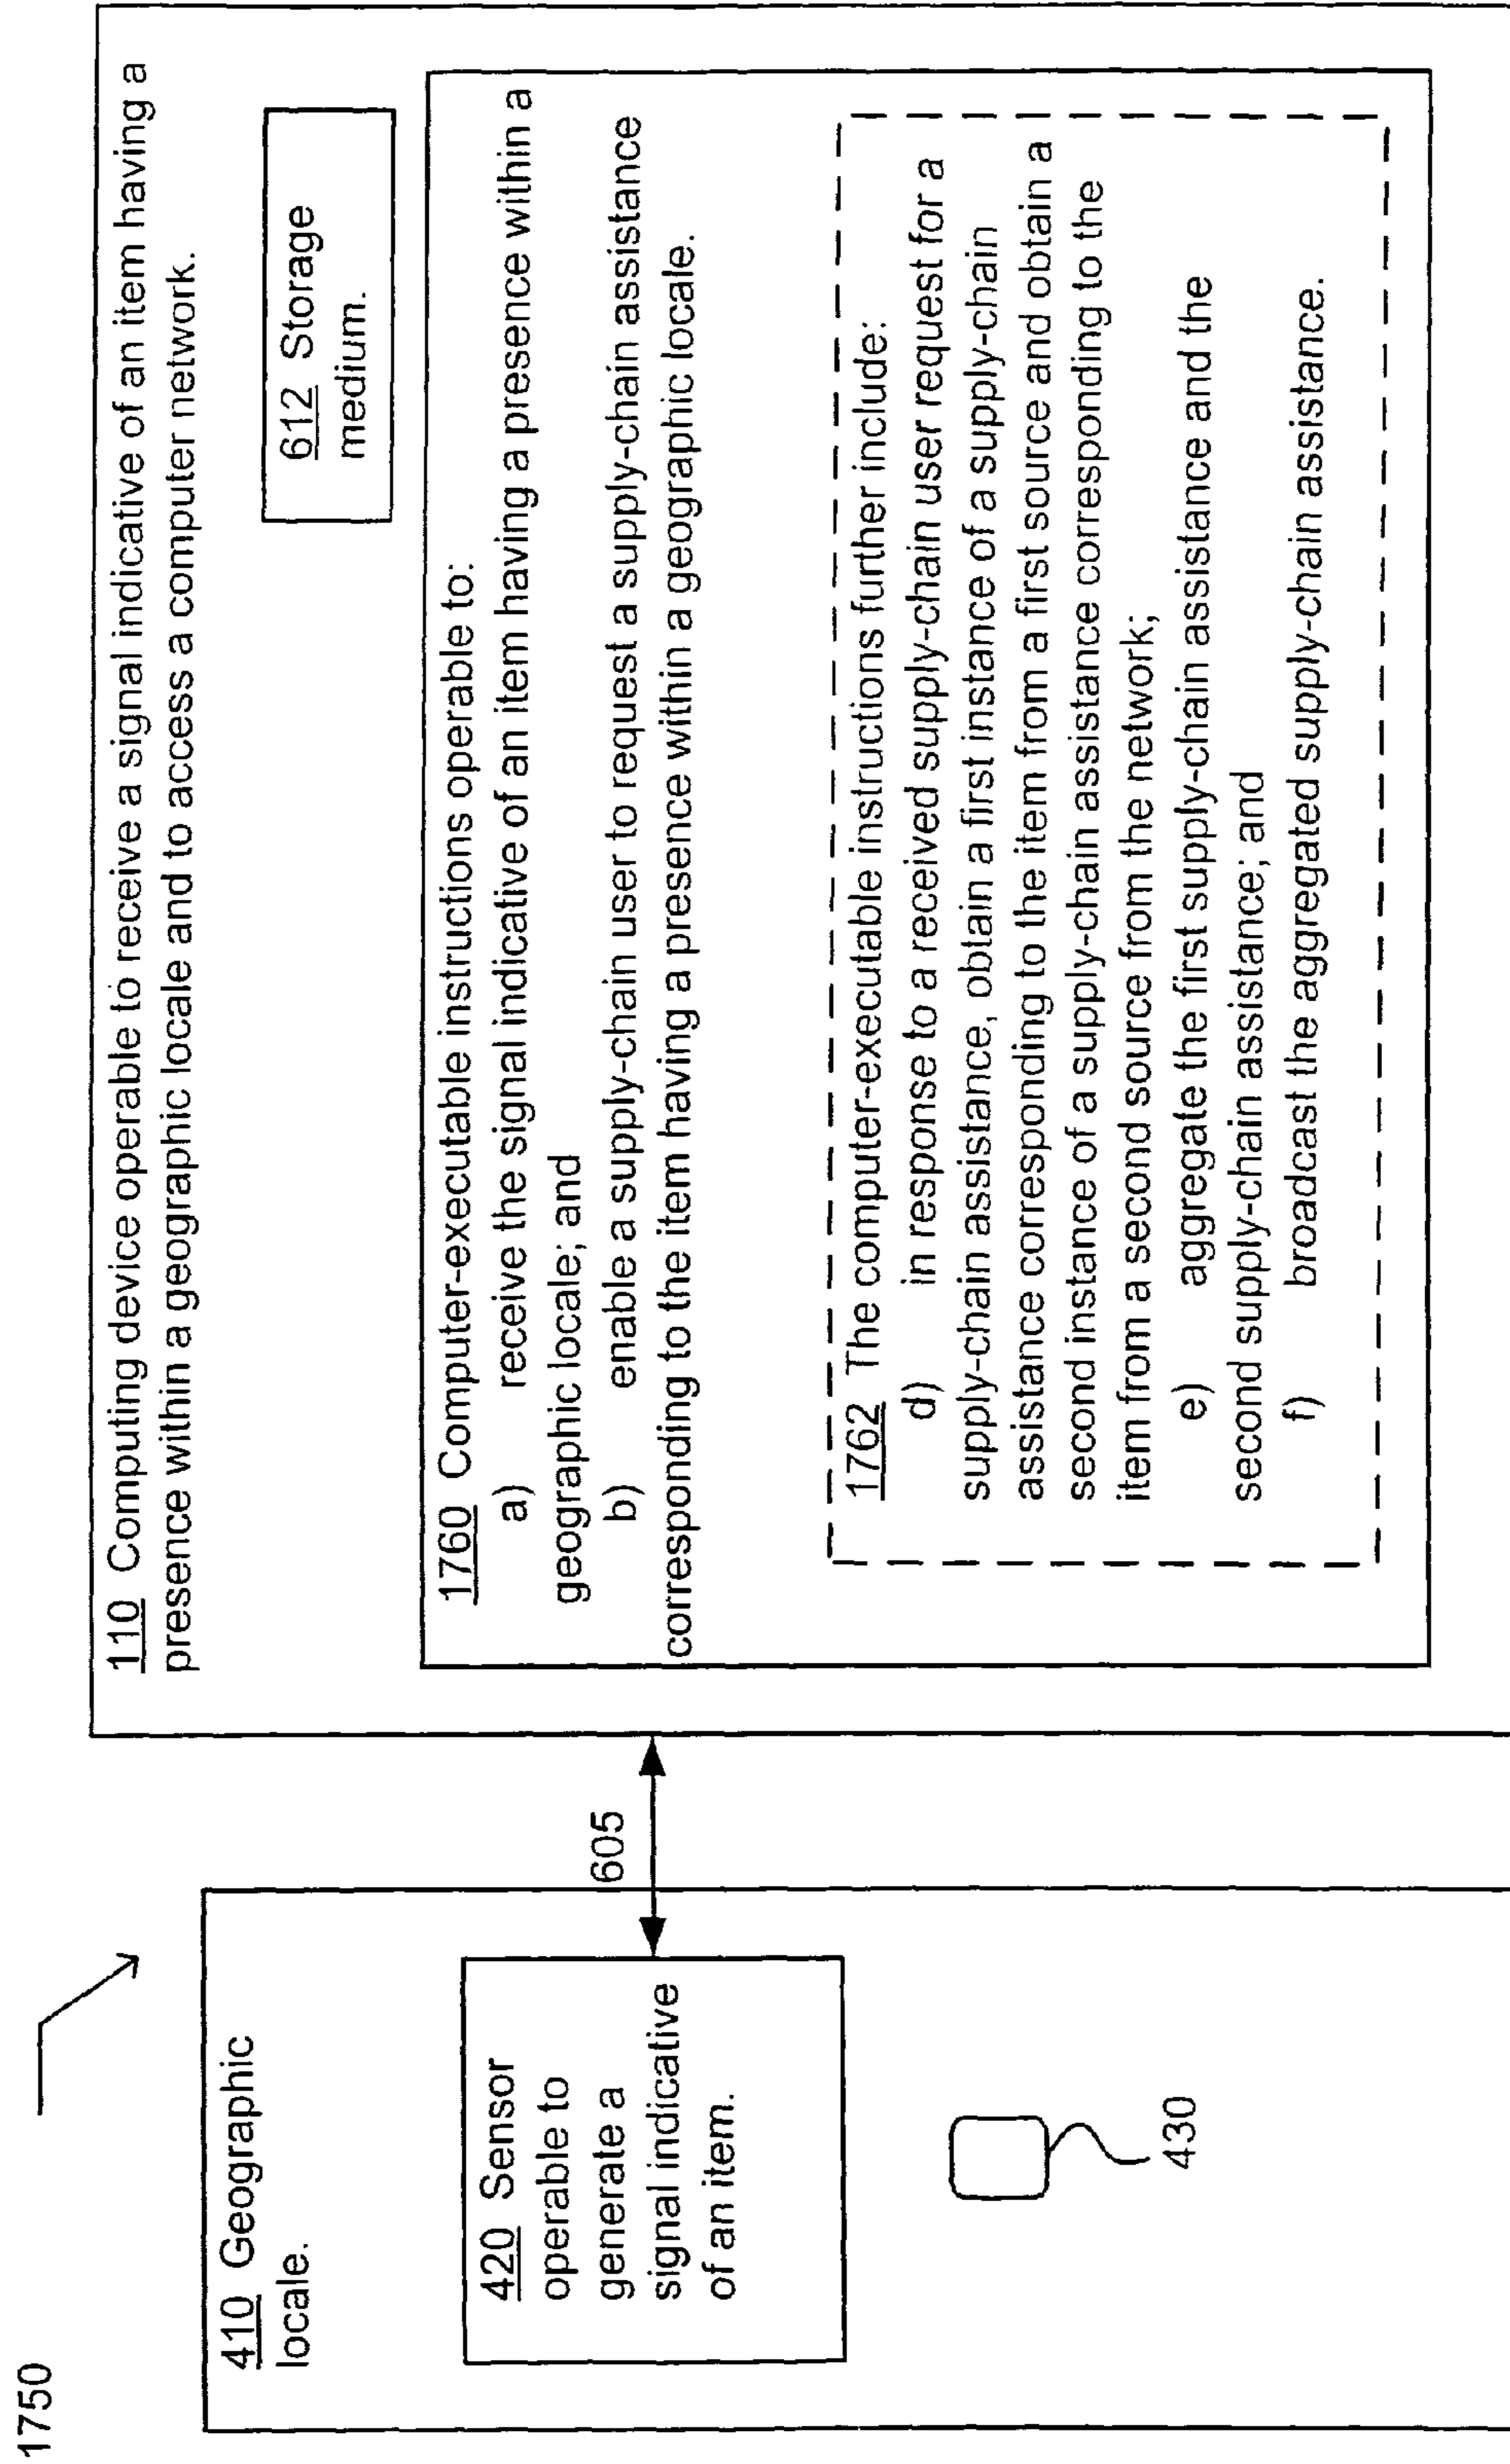 1750
410 Geographic
locale.
420 Sensor
operable to
generate a
signal indicative
of an item.
430
605
110 Computing device operable to receive a signal indicative of an item having a
presence within a geographic locale and to access a computer network.
612 Storage
medium.
1760 Computer-executable instructions operable to:
a) receive the signal indicative of an item having a presence within a
geographic locale; and
b) enable a supply-chain user to request a supply-chain assistance
corresponding to the item having a presence within a geographic locale.
1762 The computer-executable instructions further include:
d) in response to a received supply-chain user request for a
supply-chain assistance, obtain a first instance of a supply-chain
assistance corresponding to the item from a first source and obtain a
second instance of a supply-chain assistance corresponding to the
item from a second source from the network;
e) aggregate the first supply-chain assistance and the
second supply-chain assistance; and
f) broadcast the aggregated supply-chain assistance.